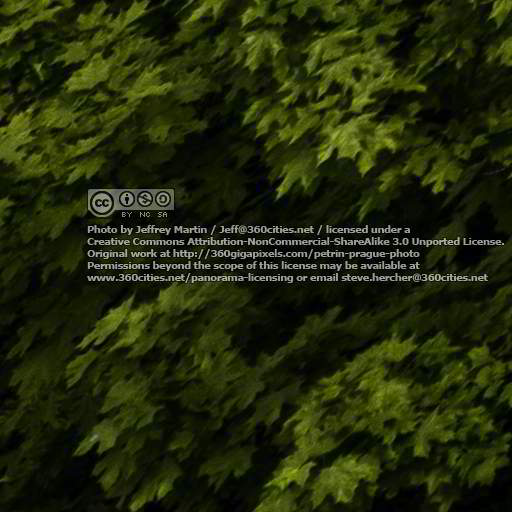 cc
BY NC SA
Photo by Jeffrey Martin / Jeff@360cities.net / licensed under a
Creative Commons Attribution-NonCommercial-ShareAlike 3.0 Unported License.
Original work at http://360gigapixels.com/petrin-prague-photo
Permissions beyond the scope of this license may be available at
www.360cities.net/panorama-licensing or email steve.hercher@360cities.net